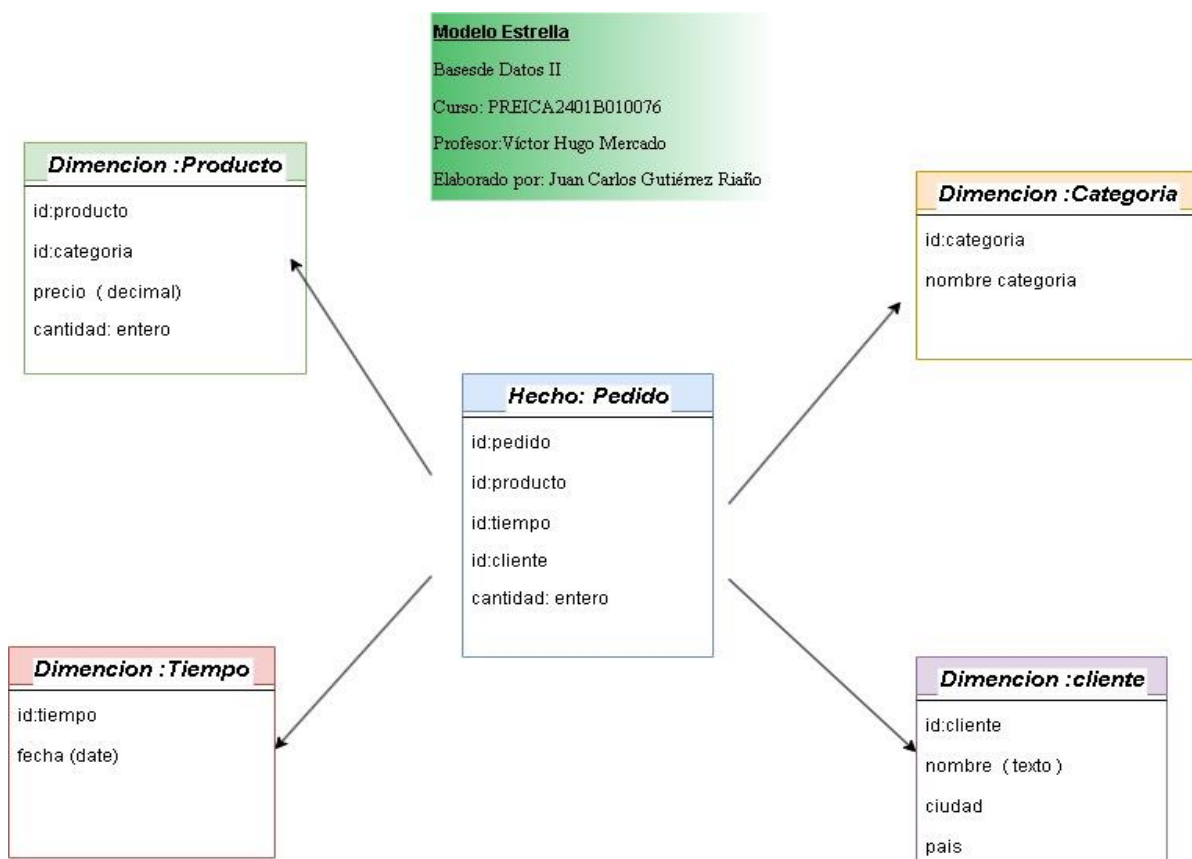 Modelo Estrella
Basesde Datos II
Curso: PREICA2401B010076
Profesor:Víctor Hugo Mercado
Elaborado por: Juan Carlos Gutiérrez Riaño
Dimencion :Producto
id:producto
id:categoria
precio ( decimal)
cantidad: entero
Dimencion :Categoria
id:categoria
nombre categoria
Hecho: Pedido
id:pedido
id:producto
id:tiempo
id:cliente
cantidad: entero
Dimencion :Tiempo
id:tiempo
fecha (date)
Dimencion :cliente
id:cliente
nombre ( texto )
ciudad
pais